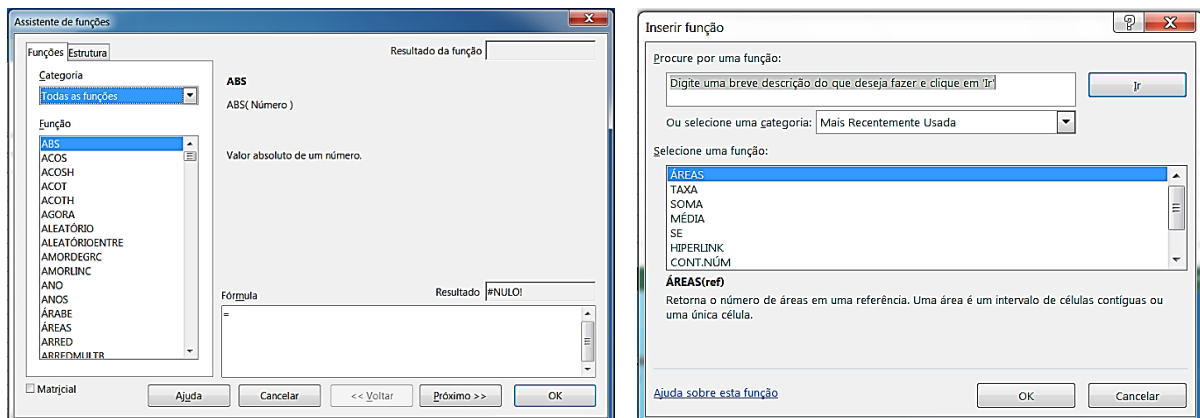 Assistente de funções
Funções Estrutura
Resultado da função
Categoria
Todas as funções
Função
ABS
ACOS
ACOSH
ACOT
ACOTH
AGORA
ALEATÓRIO
ALEATÓRIOENTRE
AMORDEGRC
AMORLINC
ANO
ANOS
ÁRABE
ÁREAS
ARRED
ARREDMULTB
ABS
ABS( Número )
Valor absoluto de um número.
Fórmula
Resultado #NULO!
=
Matricial
Ajuda
Cancelar
<< Voltar
Próximo >>
OK
Inserir função
Procure por uma função:
Digite uma breve descrição do que deseja fazer e clique em 'Ir'
Ir
Ou selecione uma categoria: Mais Recentemente Usada
Selecione uma função:
ÁREAS
TAXA
SOMA
MÉDIA
SE
HIPERLINK
CONT.NÚM
ÁREAS(ref)
Retorna o número de áreas em uma referência. Uma área é um intervalo de células contíguas ou
uma única célula.
Ajuda sobre esta função
OK
Cancelar